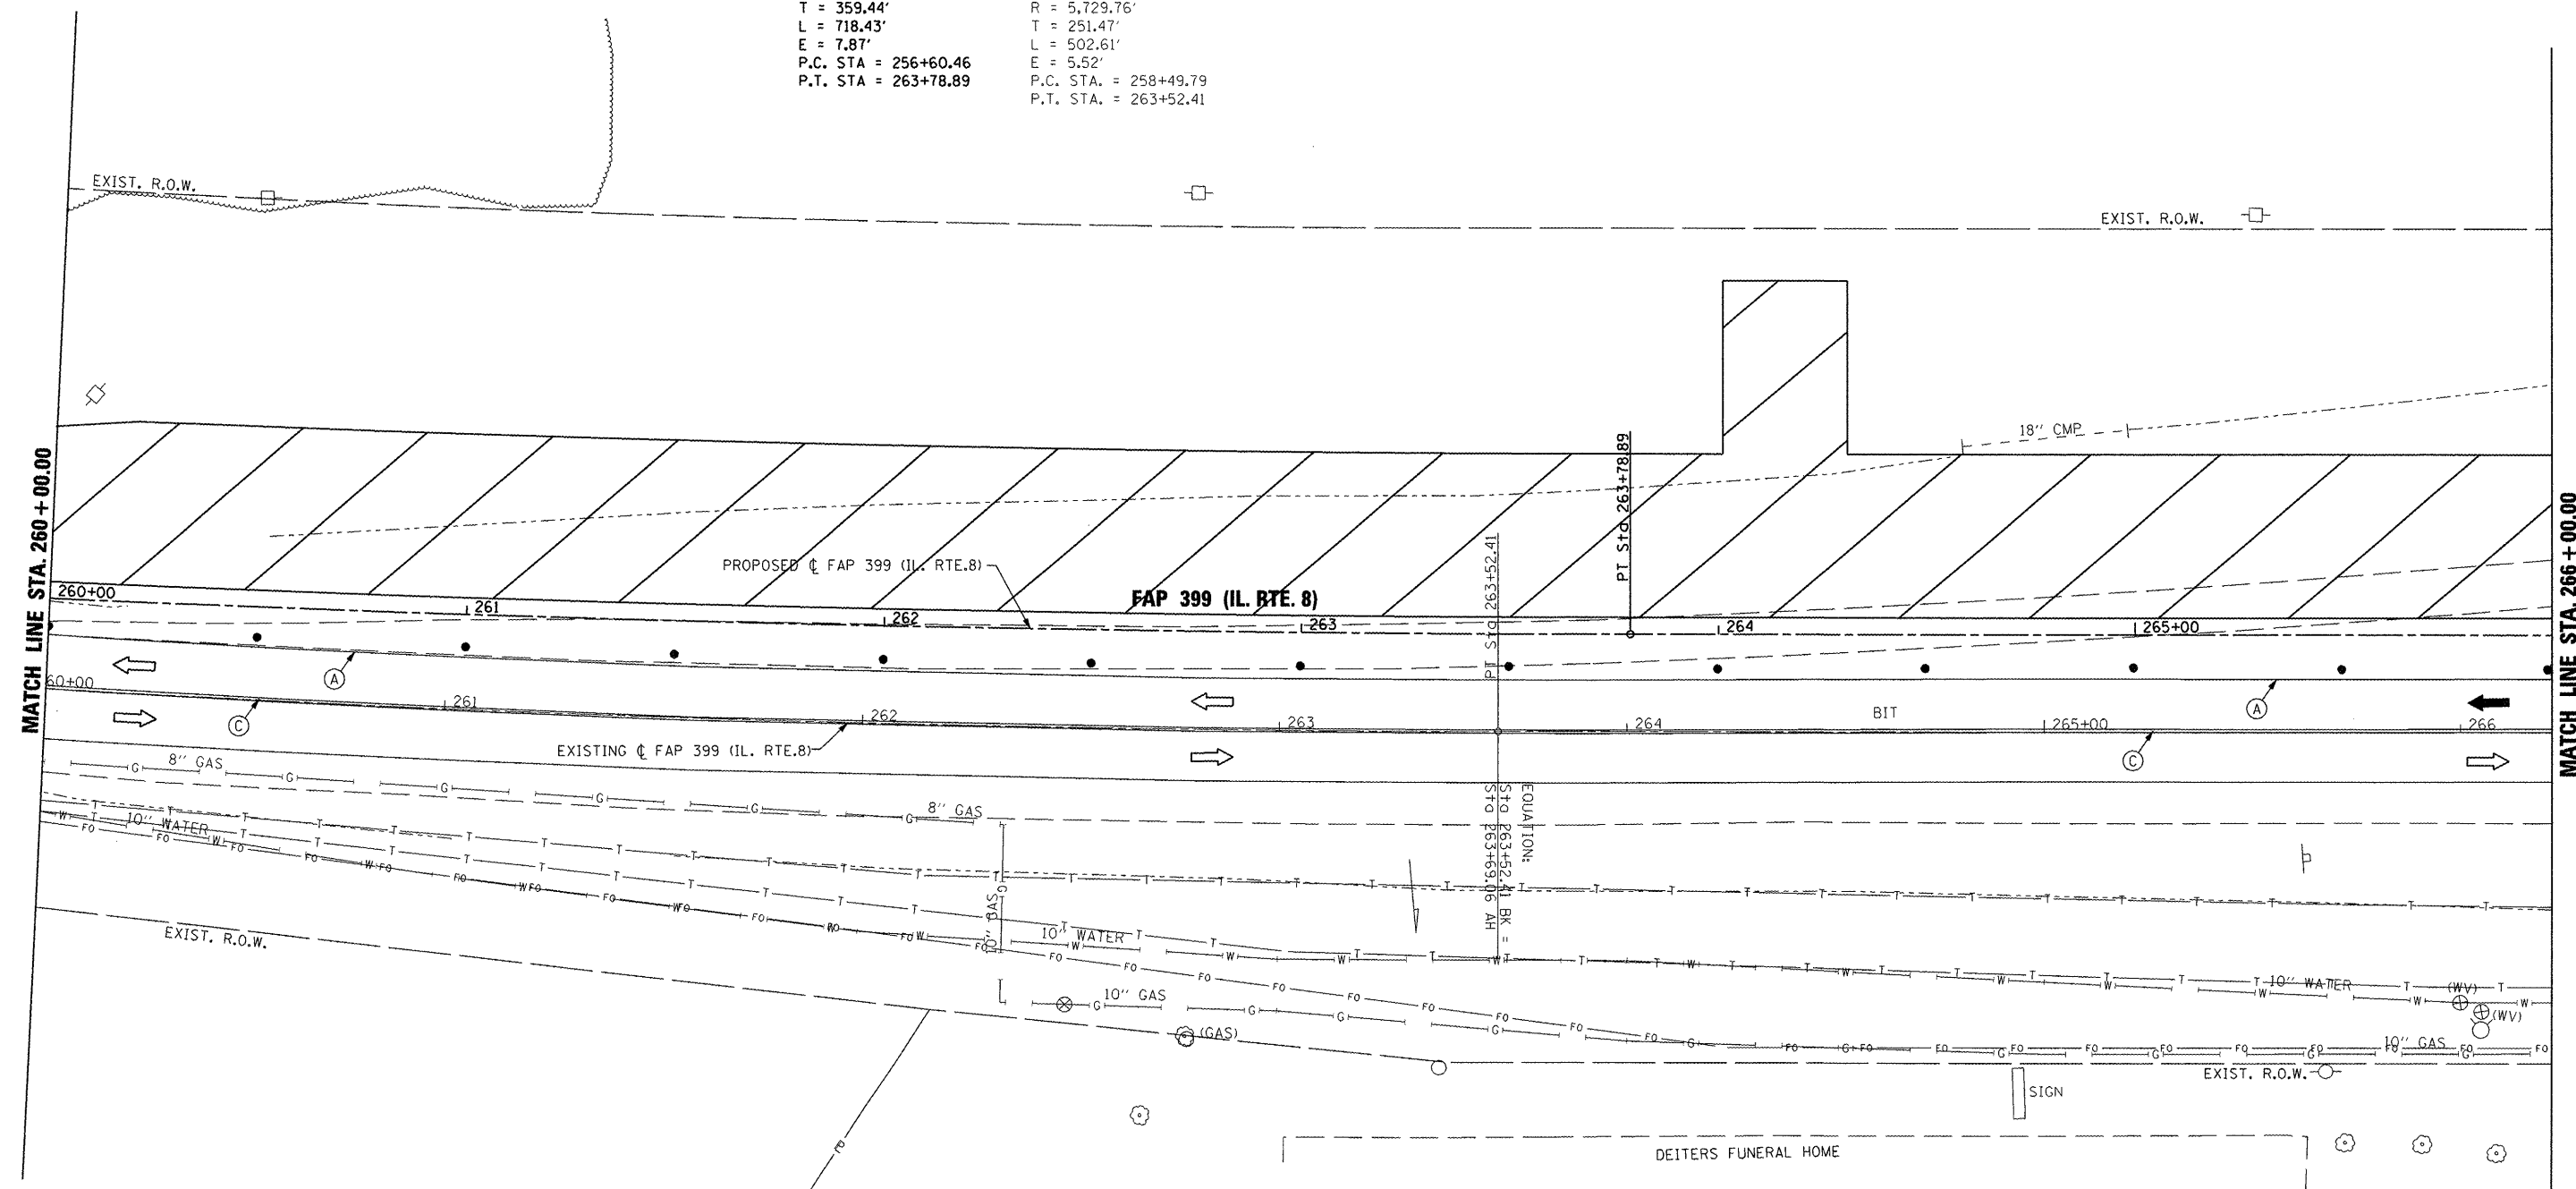 T = 359.44'
L = 718.43'
E = 7.87'
P.C. STA = 256+60.46
P.T. STA = 263+78.89
R = 5,729.76'
T = 251.47'
L = 502.61'
E = 5.52'
P.C. STA. = 258+49.79
P.T. STA. = 263+52.41
EXIST. R.O.W.
EXIST. R.O.W.
18" CMP
MATCH LINE STA. 260+00.00
MATCH LINE STA. 266+00.00
PT Sta 263+78.89
PT Sta 263+52.41
PROPOSED ℄ FAP 399 (IL. RTE.8)
FAP 399 (IL. RTE. 8)
260+00
261
262
263
264
265+00
A
A
60+00
261
262
263
264
BIT
265+00
266
C
C
EXISTING ℄ FAP 399 (IL. RTE.8)
8" GAS
8" GAS
EQUATION:
Sta 263+52.41 BK =
Sta 263+69.06 AH
10" WATER
10" GAS
10" WATER
10" WATER
(WV)
(WV)
EXIST. R.O.W.
10" GAS
(GAS)
10" GAS
EXIST. R.O.W.
SIGN
DEITERS FUNERAL HOME